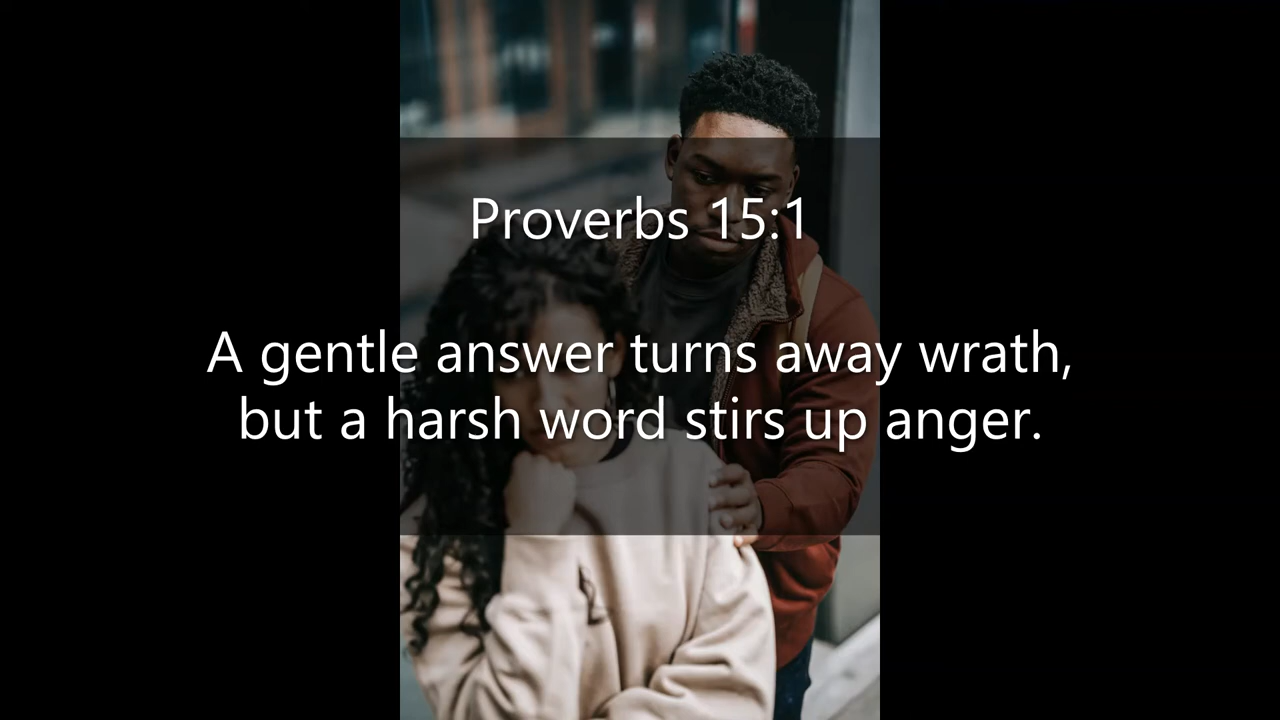 Proverbs 15:1
A gentle answer turns away wrath,
but a harsh word stirs up anger.